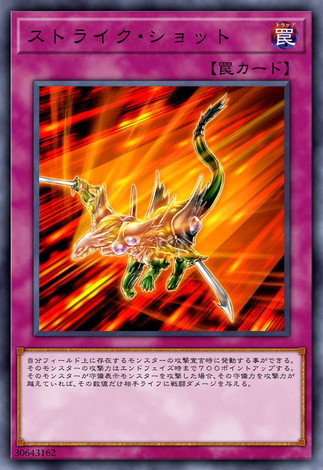 ストライク・ショット
トラップ
罠
【罠カード】
自分フィールド上に存在するモンスターの攻撃宣言時に発動する事ができる。
そのモンスターの攻撃力はエンドフェイズ時まで７００ポイントアップする。
そのモンスターが守備表示モンスターを攻撃した場合、その守備力を攻撃力が
越えていれば、その数値だけ相手ライフに戦闘ダメージを与える。
30643162